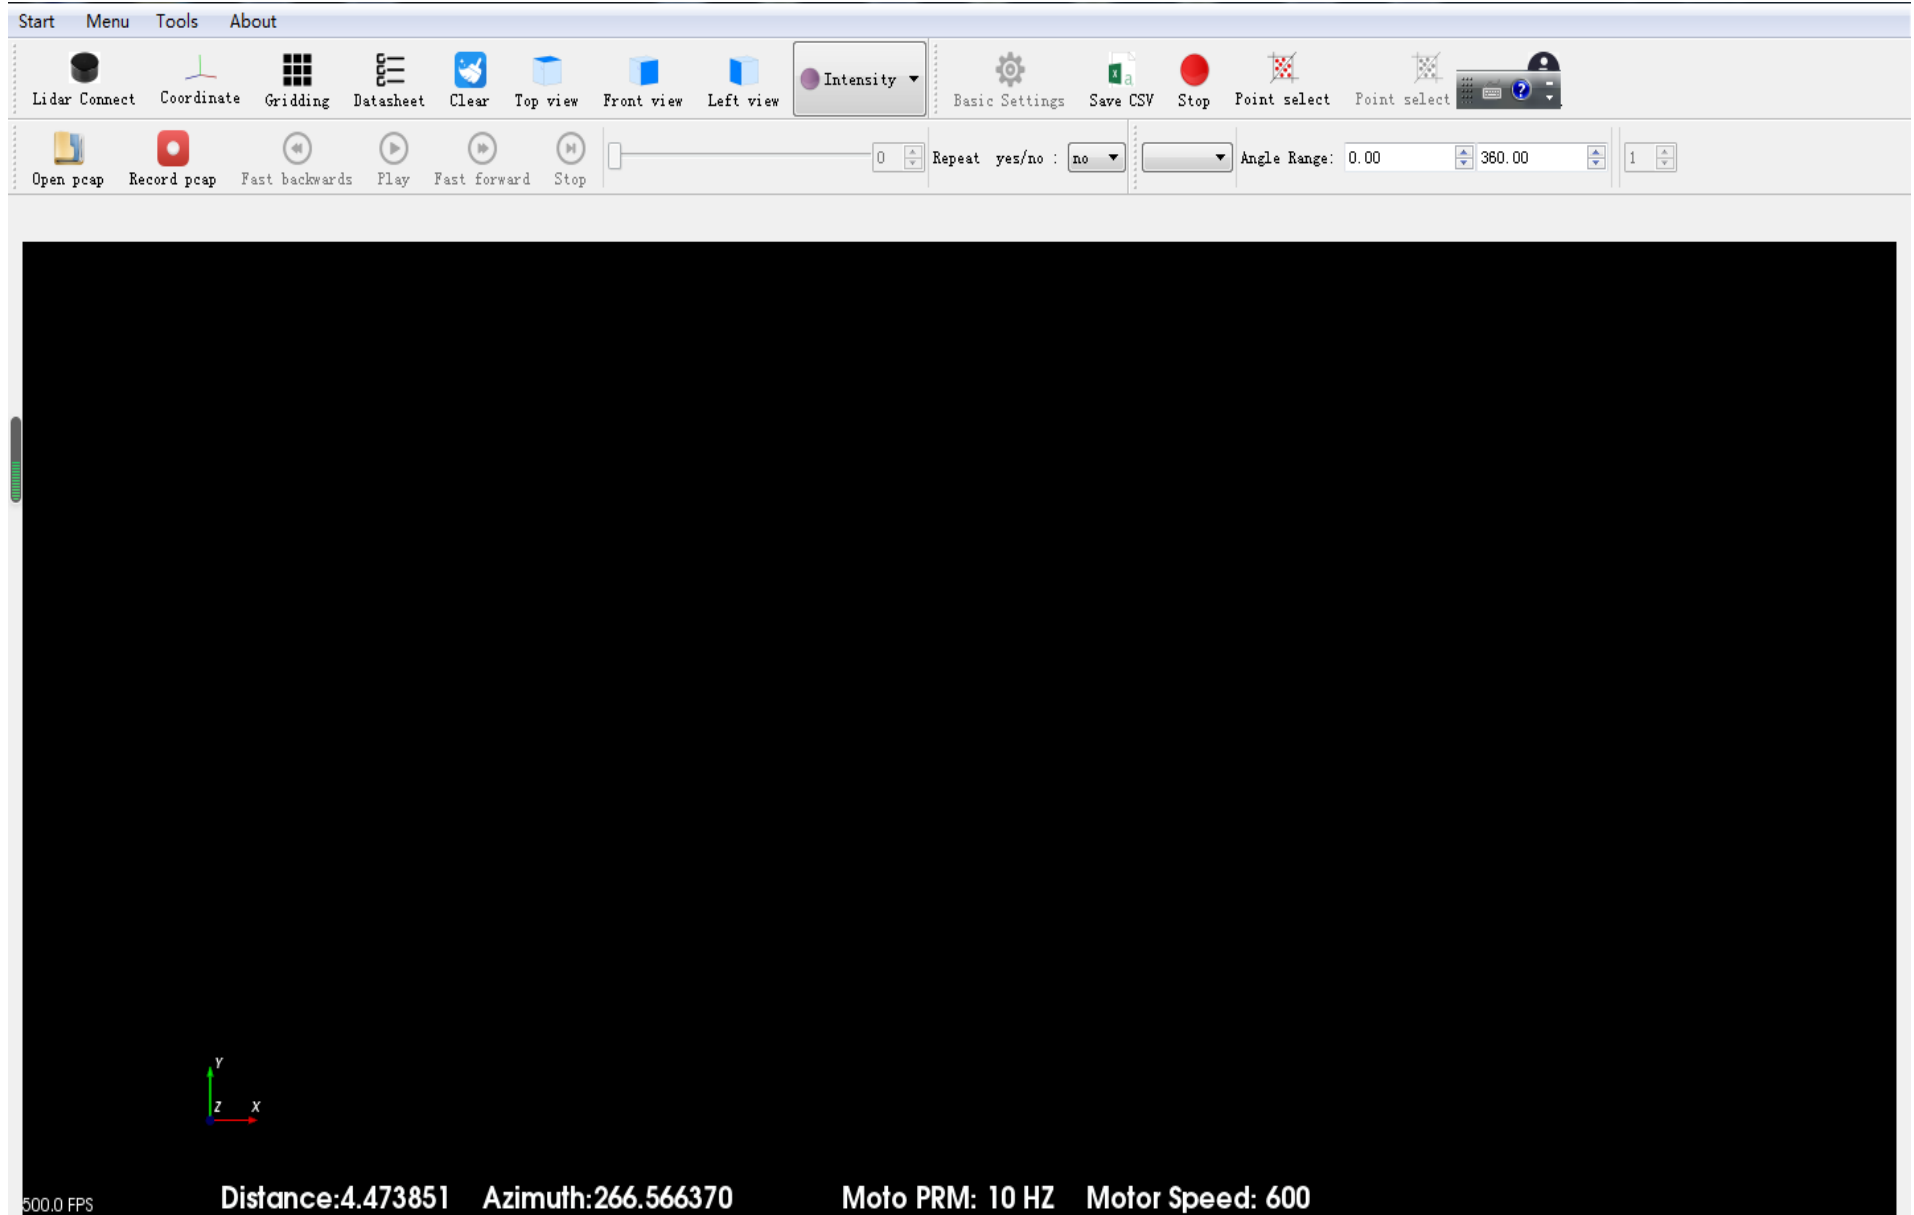 Start Menu Tools About
Lidar Connect Coordinate Gridding Datasheet Clear Top view Front view Left view Intensity Basic Settings Save CSV Stop Point select Point select
Open pcap Record pcap Fast backwards Play Fast forward Stop 0 Repeat yes/no : no Angle Range: 0.00 360.00 1
Y
Z X
500.0 FPS Distance:4.473851 Azimuth:266.566370 Moto PRM: 10 HZ Motor Speed: 600